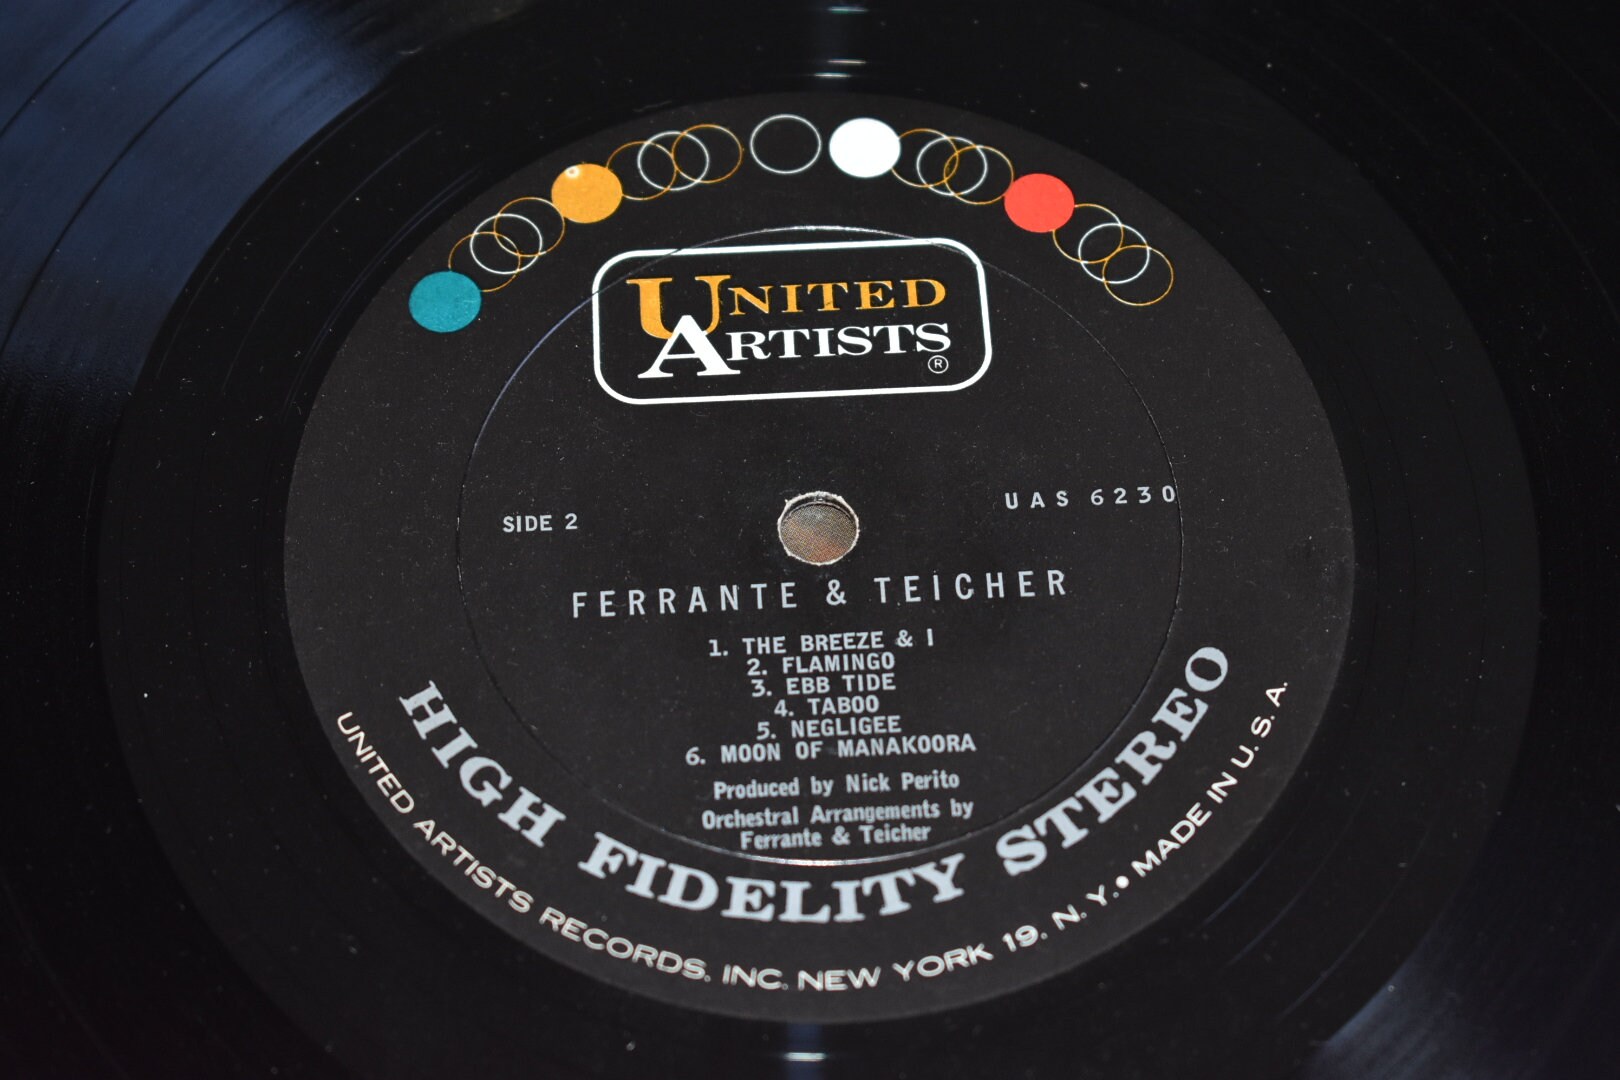 UNITED
ARTISTS
®
SIDE 2
UAS 6230
FERRANTE & TEICHER
1. THE BREEZE & I
2. FLAMINGO
3. EBB TIDE
4. TABOO
5. NEGLIGEE
6. MOON OF MANAKOORA
Produced by Nick Perito
Orchestral Arrangements by
Ferrante & Teicher
HIGH FIDELITY STEREO
UNITED ARTISTS RECORDS, INC. NEW YORK 19, N. Y. • MADE IN U. S. A.